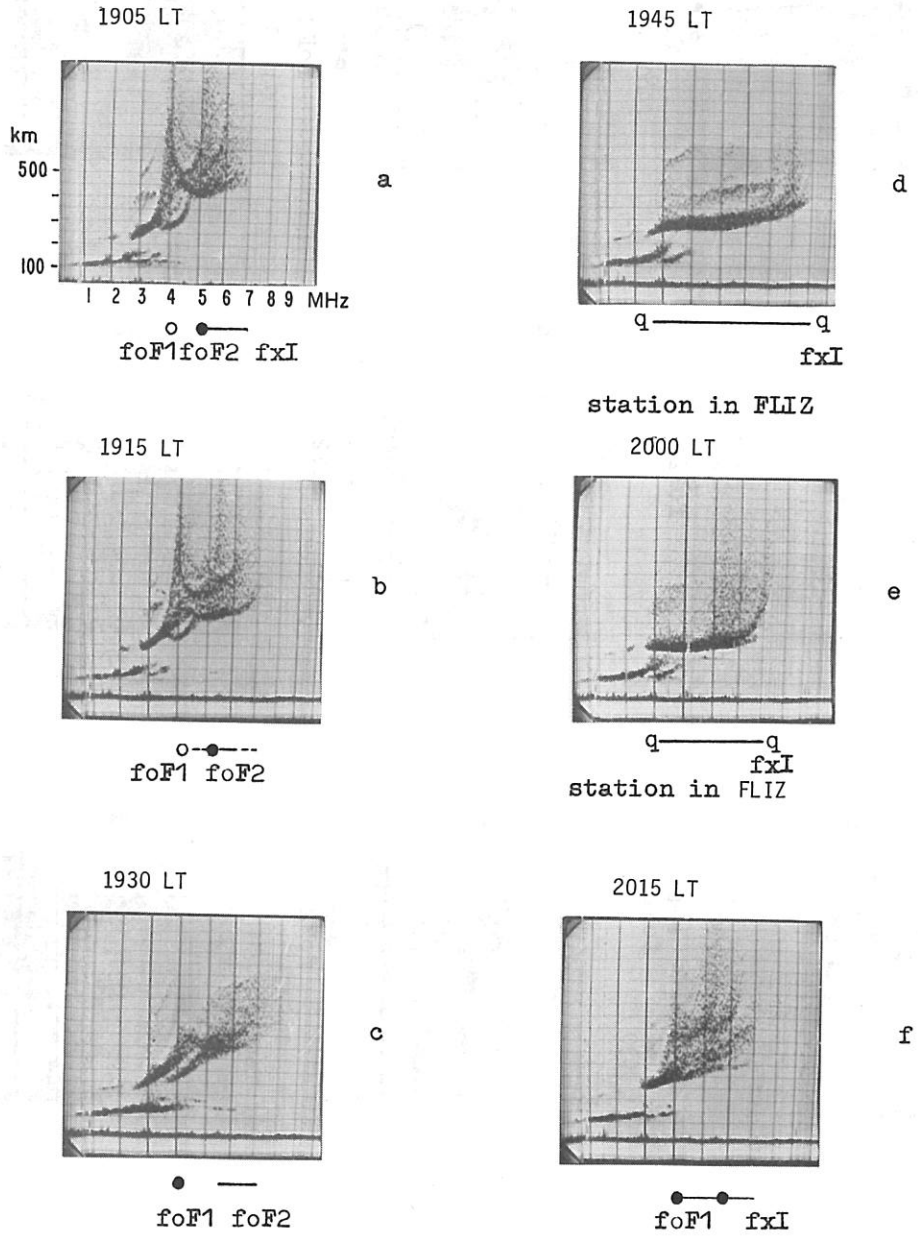 1905 LT
km
500
100
1 2 3 4 5 6 7 8 9 MHz
foF1 foF2 fxI
a
1915 LT
foF1 foF2
b
1930 LT
foF1 foF2
c
1945 LT
q q
fxI
station in FLIZ
d
2000 LT
q q
fxI
station in FLIZ
e
2015 LT
foF1 fxI
f